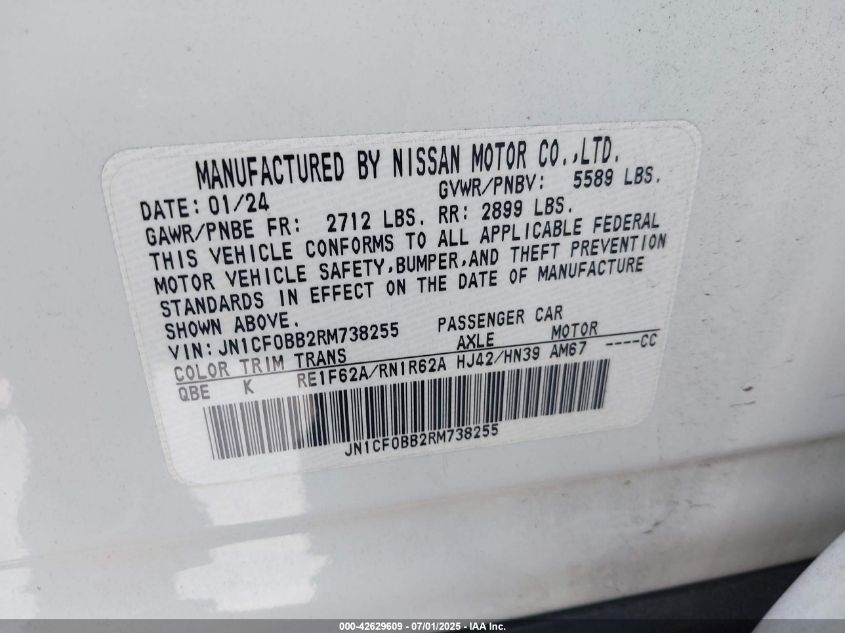 MANUFACTURED BY NISSAN MOTOR CO.,LTD.
DATE: 01/24 GVWR/PNBV: 5589 LBS.
GAWR/PNBE FR: 2712 LBS. RR: 2899 LBS.
THIS VEHICLE CONFORMS TO ALL APPLICABLE FEDERAL
MOTOR VEHICLE SAFETY,BUMPER,AND THEFT PREVENTION
STANDARDS IN EFFECT ON THE DATE OF MANUFACTURE
SHOWN ABOVE.
VIN: JN1CF0BB2RM738255 PASSENGER CAR
COLOR TRIM TRANS AXLE MOTOR
QBE K RE1F62A/RN1R62A HJ42/HN39 AM67 ----CC
JN1CF0BB2RM738255
000-42629609 - 07/01/2025 - IAA Inc.